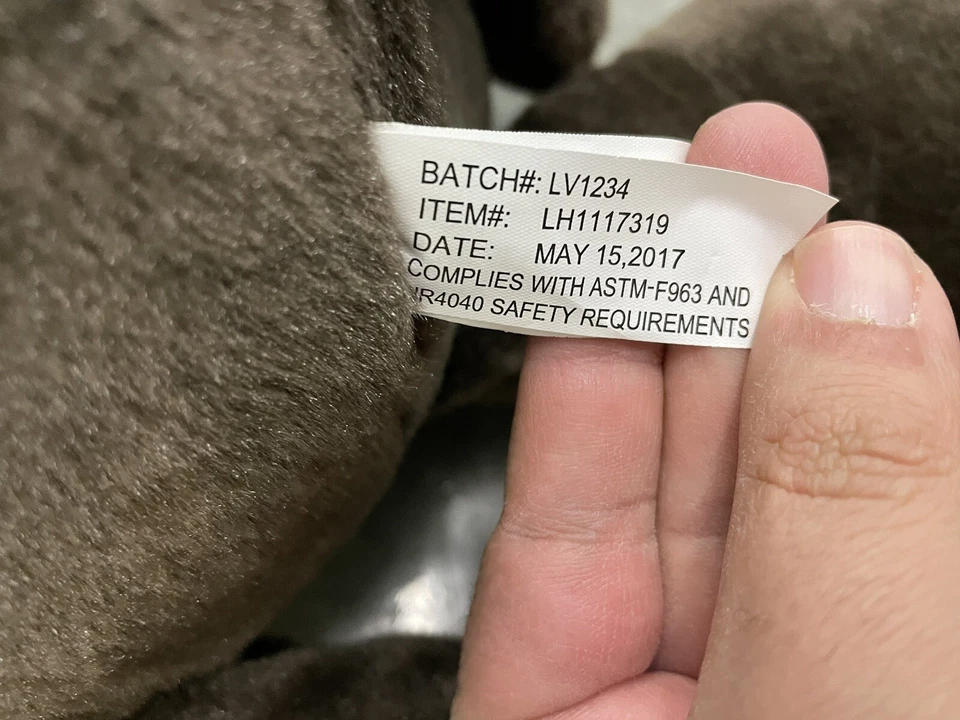 BATCH#: LV1234
ITEM#: LH1117319
DATE: MAY 15,2017
COMPLIES WITH ASTM-F963 AND
SAFETY REQUIREMENTS